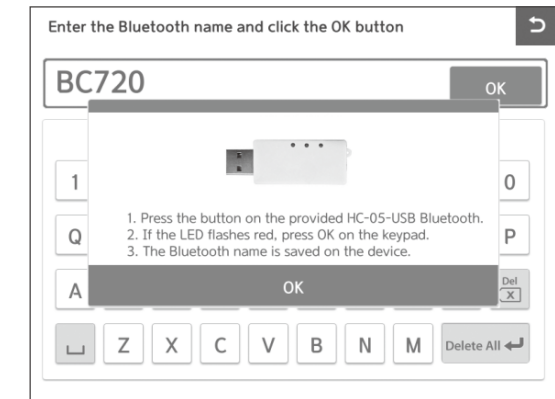 Enter the Bluetooth name and click the OK button
BC720
OK
1. Press the button on the provided HC-05-USB Bluetooth.
2. If the LED flashes red, press OK on the keypad.
3. The Bluetooth name is saved on the device.
OK
1 0
Q P
A Del X
Z X C V B N M Delete All